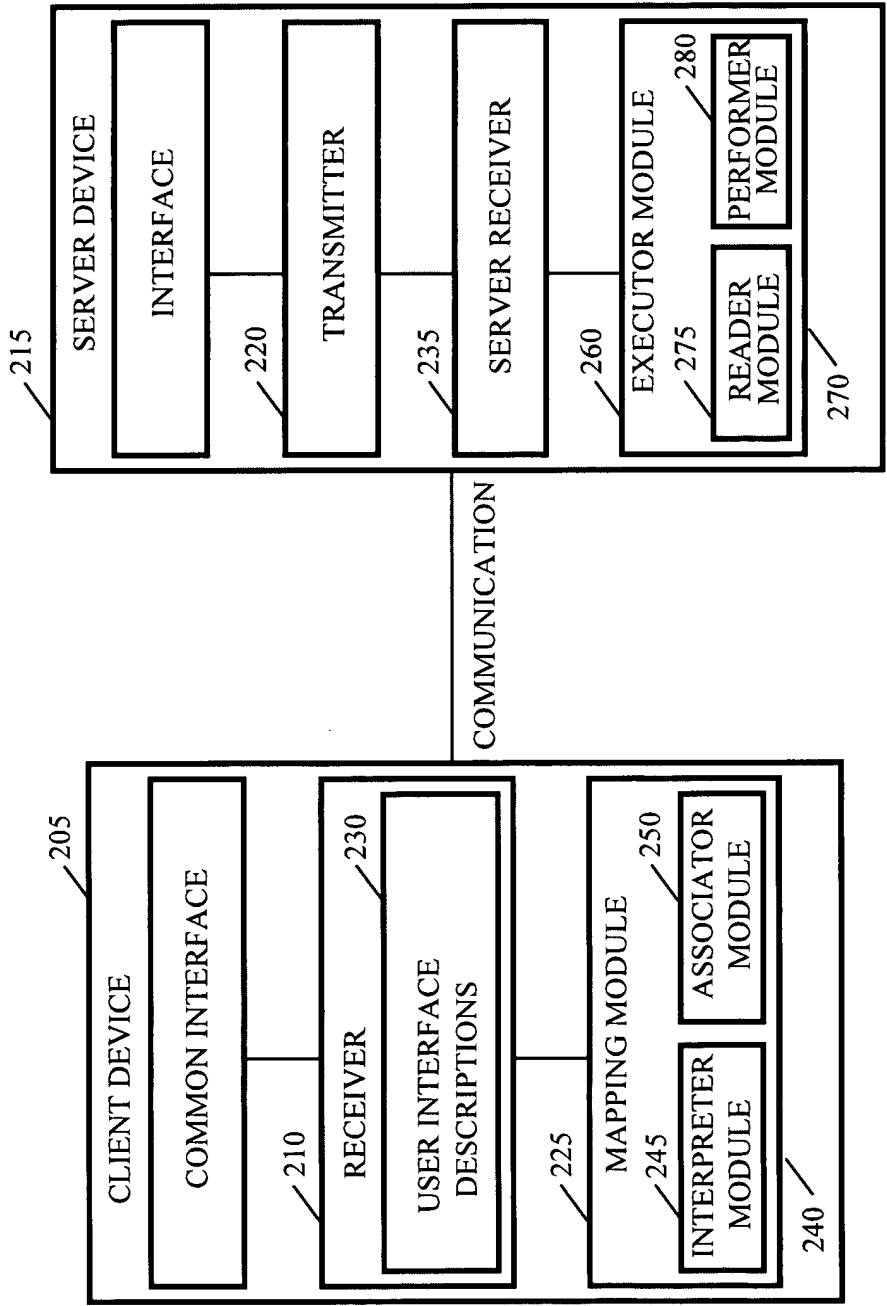 CLIENT DEVICE
205
COMMON INTERFACE
210
RECEIVER
230
USER INTERFACE
DESCRIPTIONS
225
MAPPING MODULE
245
250
INTERPRETER
MODULE
ASSOCIATOR
MODULE
240
COMMUNICATION
215
SERVER DEVICE
INTERFACE
220
TRANSMITTER
235
SERVER RECEIVER
260
EXECUTOR MODULE
275
280
READER
MODULE
PERFORMER
MODULE
270